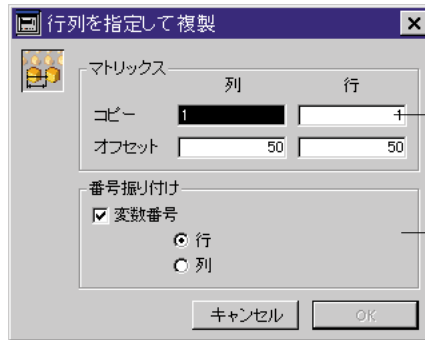 行列を指定して複製
マトリックス
列 行
コピー 1 1
オフセット 50 50
番号振り付け
変数番号
行
列
キャンセル OK